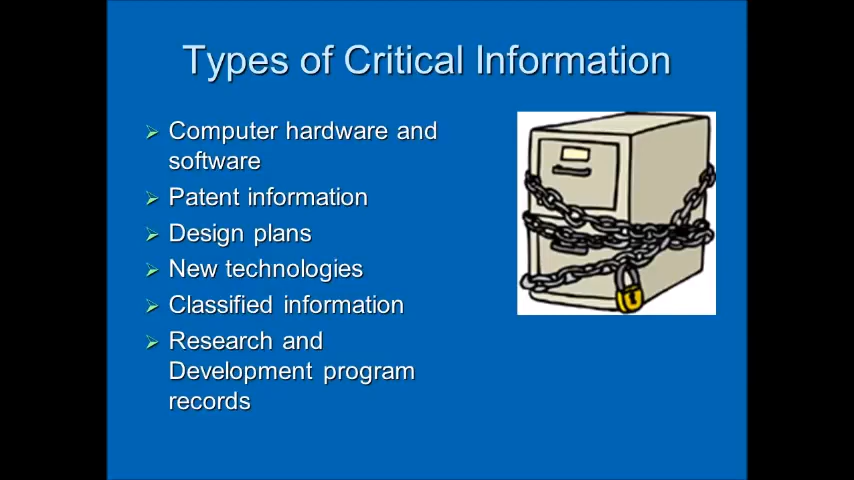 Types of Critical Information
Computer hardware and
software
Patent information
Design plans
New technologies
Classified information
Research and
Development program
records